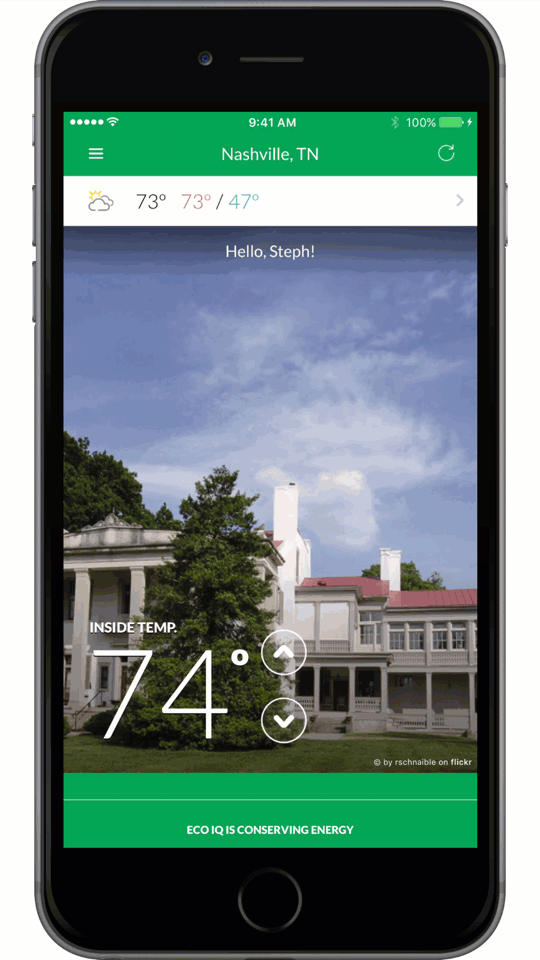 9:41 AM 100%
Nashville, TN
73° 73° / 47°
Hello, Steph!
INSIDE TEMP.
74°
© by rschnaible on flickr
ECO IQ IS CONSERVING ENERGY